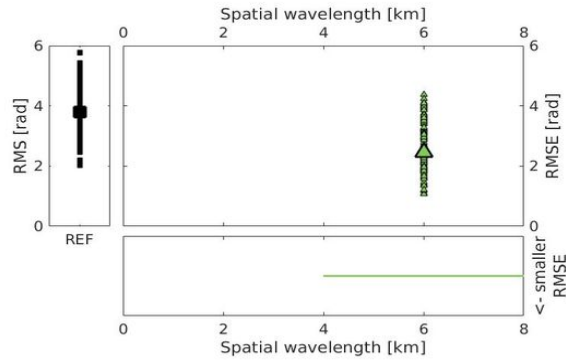 Spatial wavelength [km]
0 2 4 6 8
6 6
4 4
2 2
0 0
RMS [rad]
RMSE [rad]
REF
<- smaller
RMSE
0 2 4 6 8
Spatial wavelength [km]